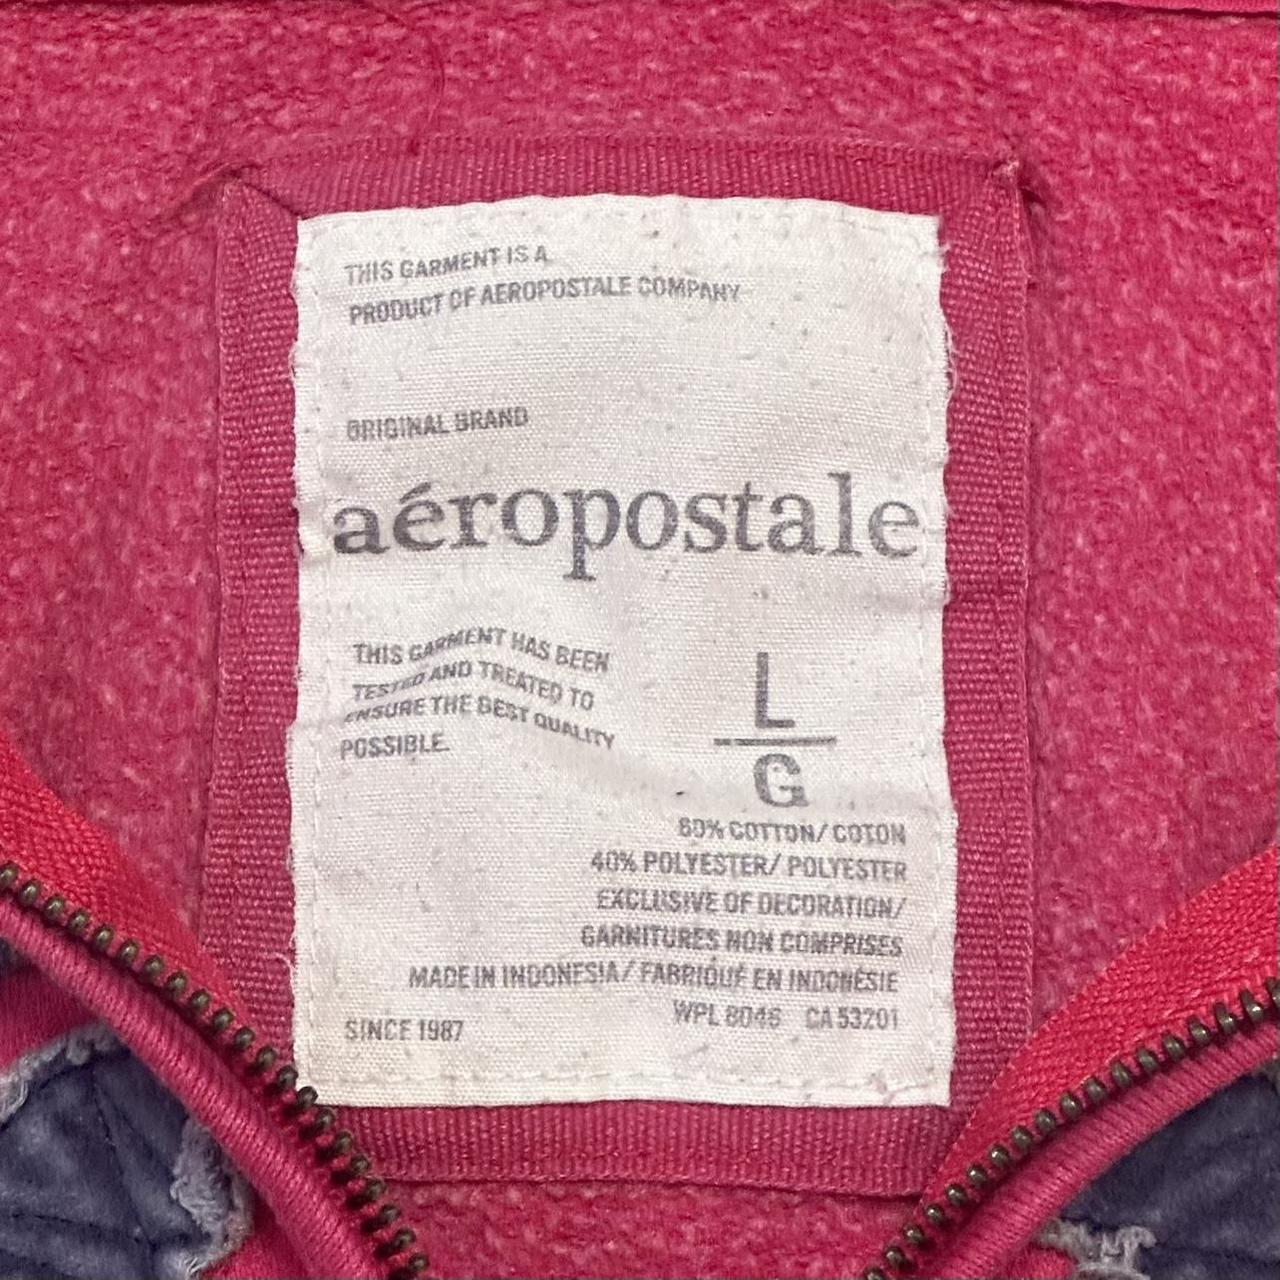 THIS GARMENT IS A
PRODUCT OF AEROPOSTALE COMPANY
ORIGINAL BRAND
aéropostale
THIS GARMENT HAS BEEN
TESTED AND TREATED TO
ENSURE THE BEST QUALITY
POSSIBLE.
L
G
60% COTTON/ COTON
40% POLYESTER/ POLYESTER
EXCLUSIVE OF DECORATION/
GARNITURES NON COMPRISES
MADE IN INDONESIA/ FABRIQUÉ EN INDONÉSIE
WPL 8046 CA 53201
SINCE 1987